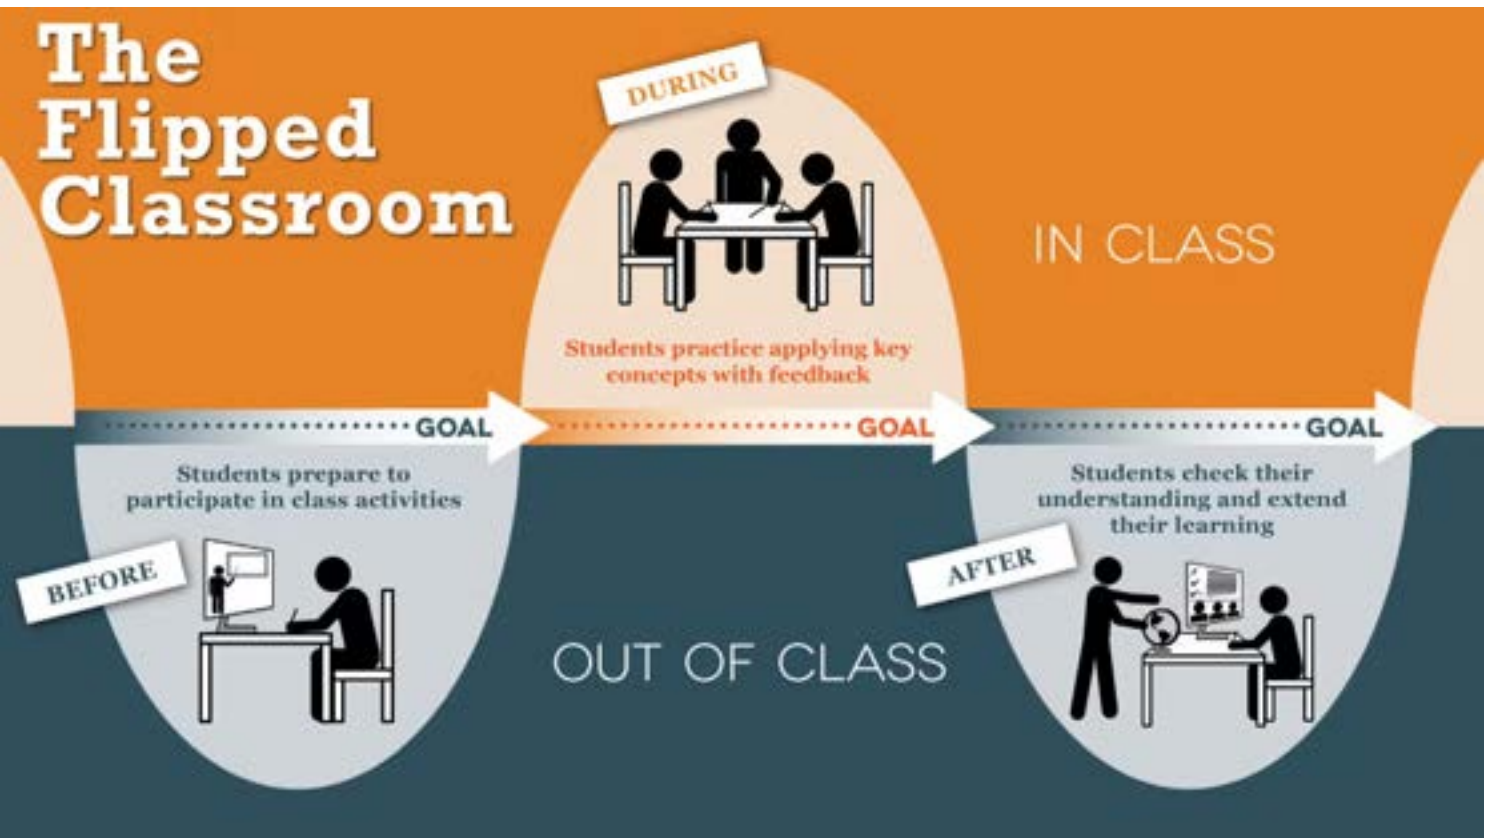 The
Flipped
Classroom
DURING
IN CLASS
Students practice applying key
concepts with feedback
GOAL
GOAL
GOAL
Students prepare to
participate in class activities
BEFORE
Students check their
understanding and extend
their learning
AFTER
OUT OF CLASS